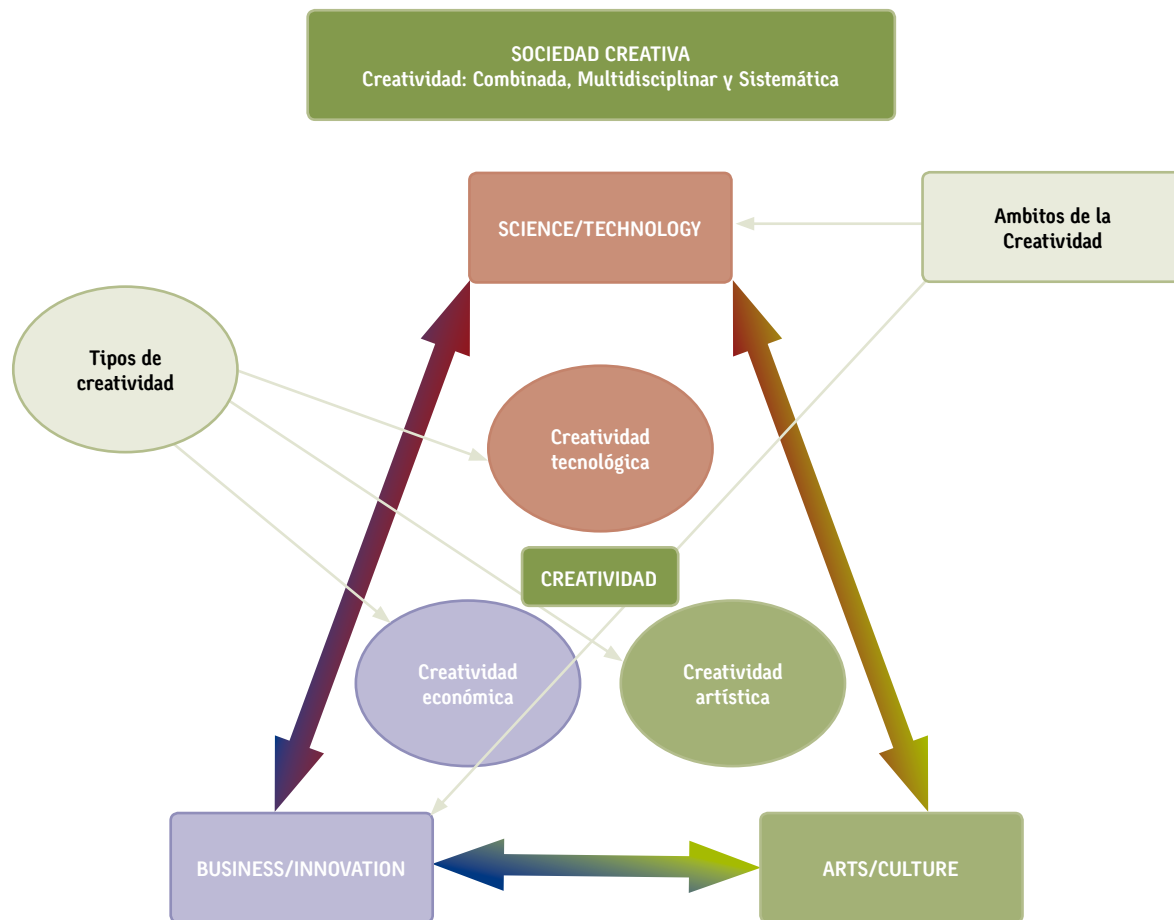 SOCIEDAD CREATIVA
Creatividad: Combinada, Multidisciplinar y Sistemática
SCIENCE/TECHNOLOGY
Ambitos de la
Creatividad
Tipos de
creatividad
Creatividad
tecnológica
CREATIVIDAD
Creatividad
económica
Creatividad
artística
BUSINESS/INNOVATION
ARTS/CULTURE